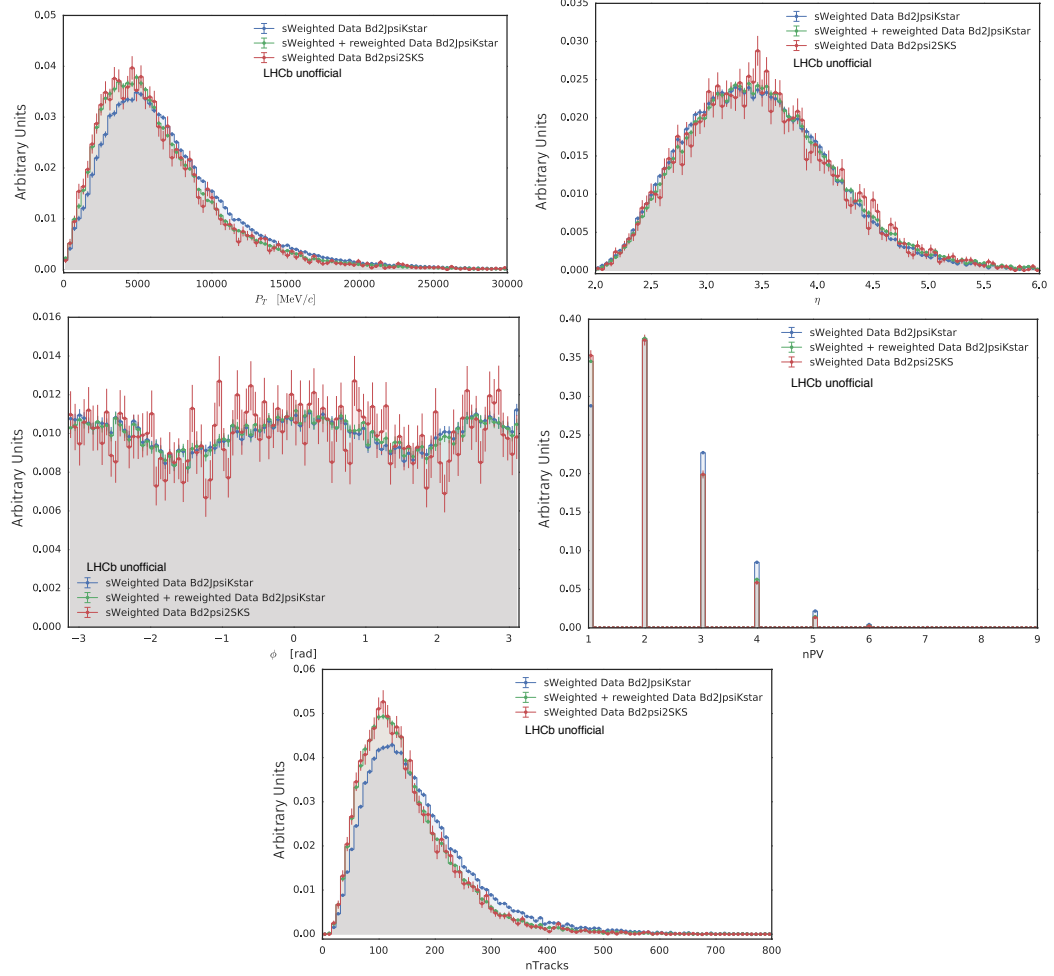 0.05
0.04
0.03
0.02
0.01
0.00
Arbitrary Units
sWeighted Data Bd2JpsiKstar
sWeighted + reweighted Data Bd2JpsiKstar
sWeighted Data Bd2psi2SKS
LHCb unofficial
0 5000 10000 15000 20000 25000 30000
P_T [MeV/c]
0.035
0.030
0.025
0.020
0.015
0.010
0.005
0.000
Arbitrary Units
sWeighted Data Bd2JpsiKstar
sWeighted + reweighted Data Bd2JpsiKstar
sWeighted Data Bd2psi2SKS
LHCb unofficial
2.0 2.5 3.0 3.5 4.0 4.5 5.0 5.5 6.0
η
0.016
0.014
0.012
0.010
0.008
0.006
0.004
0.002
0.000
Arbitrary Units
LHCb unofficial
sWeighted Data Bd2JpsiKstar
sWeighted + reweighted Data Bd2JpsiKstar
sWeighted Data Bd2psi2SKS
−3 −2 −1 0 1 2 3
ϕ [rad]
0.40
0.35
0.30
0.25
0.20
0.15
0.10
0.05
0.00
Arbitrary Units
sWeighted Data Bd2JpsiKstar
sWeighted + reweighted Data Bd2JpsiKstar
sWeighted Data Bd2psi2SKS
LHCb unofficial
1 2 3 4 5 6 7 8 9
nPV
0.06
0.05
0.04
0.03
0.02
0.01
0.00
Arbitrary Units
sWeighted Data Bd2JpsiKstar
sWeighted + reweighted Data Bd2JpsiKstar
sWeighted Data Bd2psi2SKS
LHCb unofficial
0 100 200 300 400 500 600 700 800
nTracks